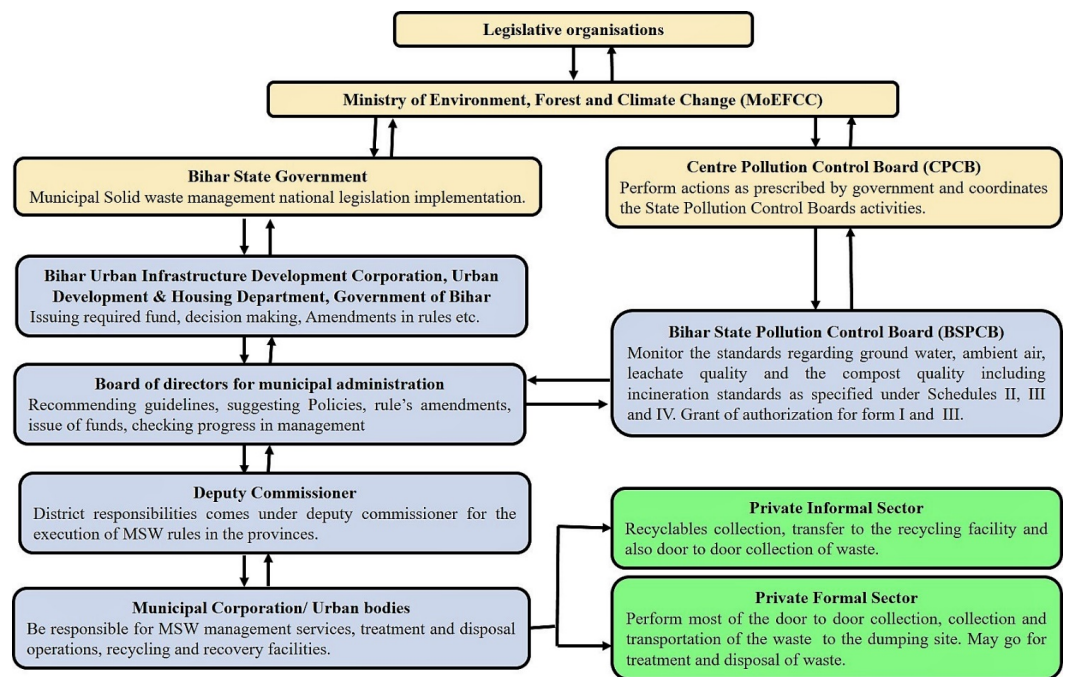 Legislative organisations
Ministry of Environment, Forest and Climate Change (MoEFCC)
Bihar State Government
Municipal Solid waste management national legislation implementation.
Centre Pollution Control Board (CPCB)
Perform actions as prescribed by government and coordinates
the State Pollution Control Boards activities.
Bihar Urban Infrastructure Development Corporation, Urban
Development & Housing Department, Government of Bihar
Issuing required fund, decision making, Amendments in rules etc.
Bihar State Pollution Control Board (BSPCB)
Monitor the standards regarding ground water, ambient air,
leachate quality and the compost quality including
incineration standards as specified under Schedules II, III
and IV. Grant of authorization for form I and III.
Board of directors for municipal administration
Recommending guidelines, suggesting Policies, rule's amendments,
issue of funds, checking progress in management
Deputy Commissioner
District responsibilities comes under deputy commissioner for the
execution of MSW rules in the provinces.
Private Informal Sector
Recyclables collection, transfer to the recycling facility and
also door to door collection of waste.
Municipal Corporation/ Urban bodies
Be responsible for MSW management services, treatment and disposal
operations, recycling and recovery facilities.
Private Formal Sector
Perform most of the door to door collection, collection and
transportation of the waste to the dumping site. May go for
treatment and disposal of waste.